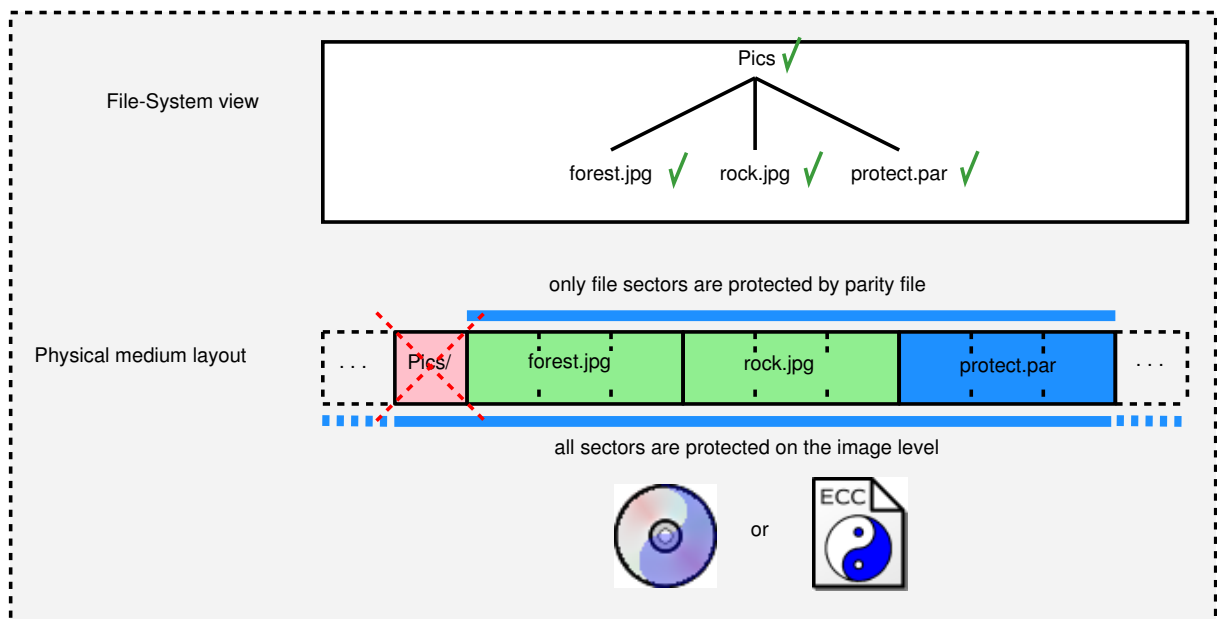 Pics
File-System view
forest.jpg rock.jpg protect.par
only file sectors are protected by parity file
Physical medium layout
. . . Pics/ forest.jpg rock.jpg protect.par . . .
all sectors are protected on the image level
ECC
or